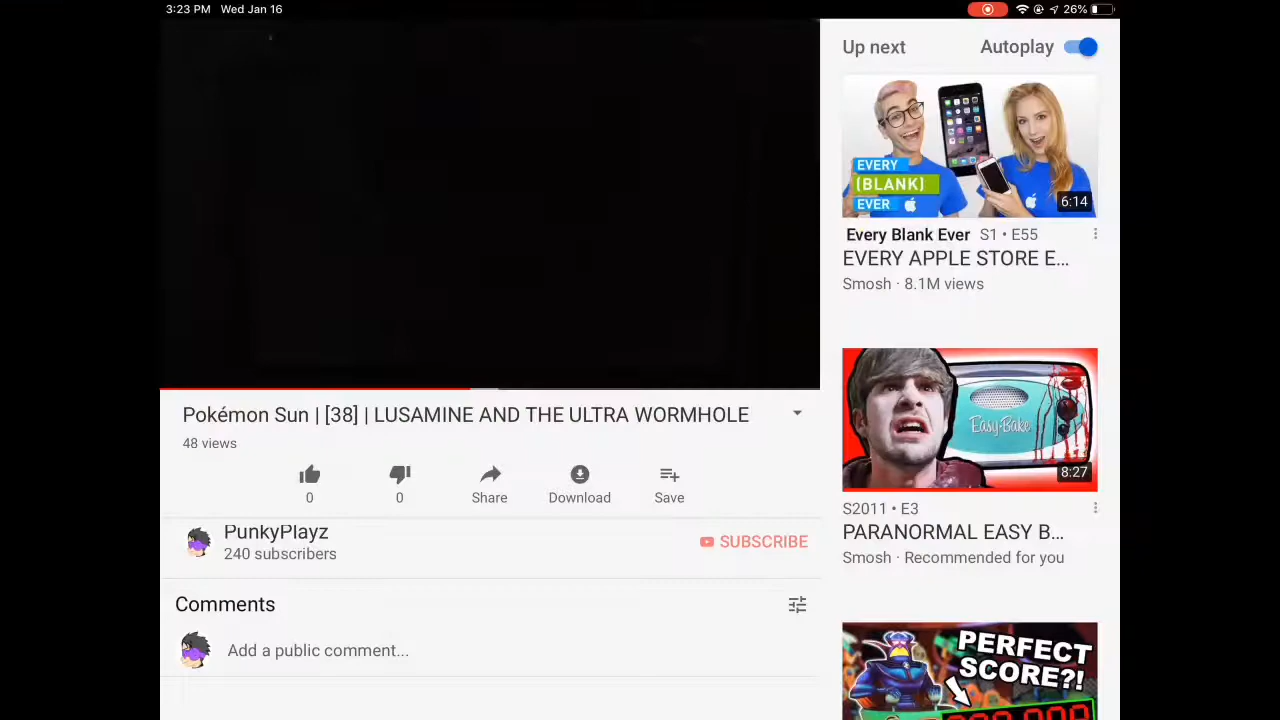 3:23 PM Wed Jan 16
26%
Up next Autoplay
EVERY
[BLANK]
EVER
6:14
Every Blank Ever S1 • E55
EVERY APPLE STORE E...
Smosh · 8.1M views
Pokémon Sun | [38] | LUSAMINE AND THE ULTRA WORMHOLE
48 views
0
0
Share
Download
Save
PunkyPlayz
240 subscribers
SUBSCRIBE
Comments
Add a public comment...
Easy-Bake
8:27
S2011 • E3
PARANORMAL EASY B...
Smosh · Recommended for you
PERFECT
SCORE?!